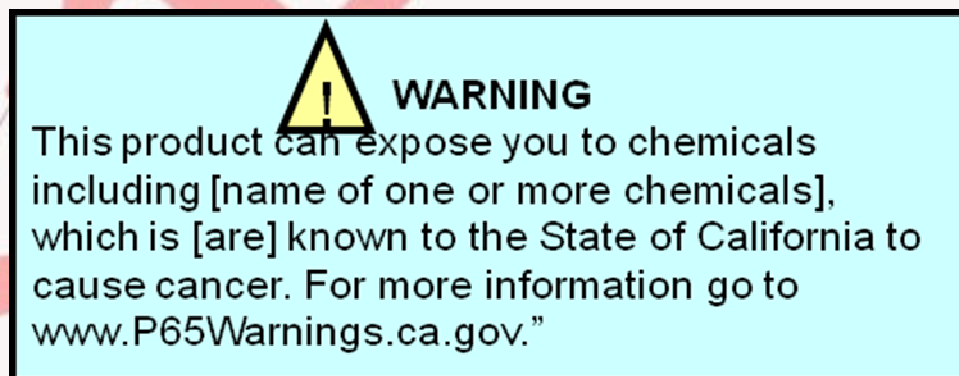 WARNING
This product can expose you to chemicals
including [name of one or more chemicals],
which is [are] known to the State of California to
cause cancer. For more information go to
www.P65Warnings.ca.gov.”